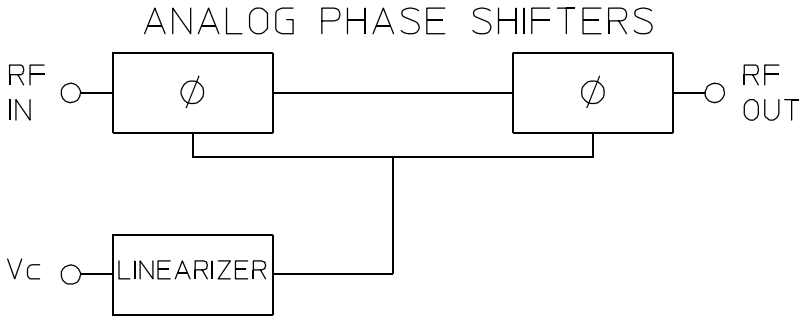 ANALOG PHASE SHIFTERS
RF
IN
ϕ
ϕ
RF
OUT
Vc
LINEARIZER